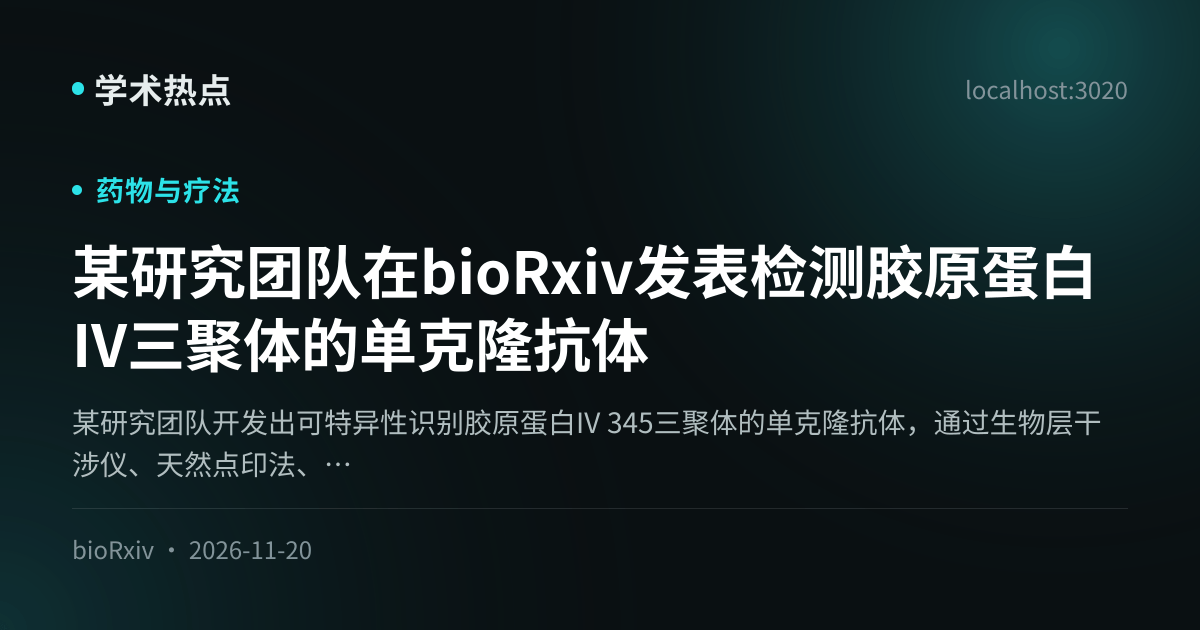 学术热点
localhost:3020
药物与疗法
某研究团队在bioRxiv发表检测胶原蛋白
IV三聚体的单克隆抗体
某研究团队开发出可特异性识别胶原蛋白IV 345三聚体的单克隆抗体，通过生物层干
涉仪、天然点印法、…
bioRxiv · 2026-11-20